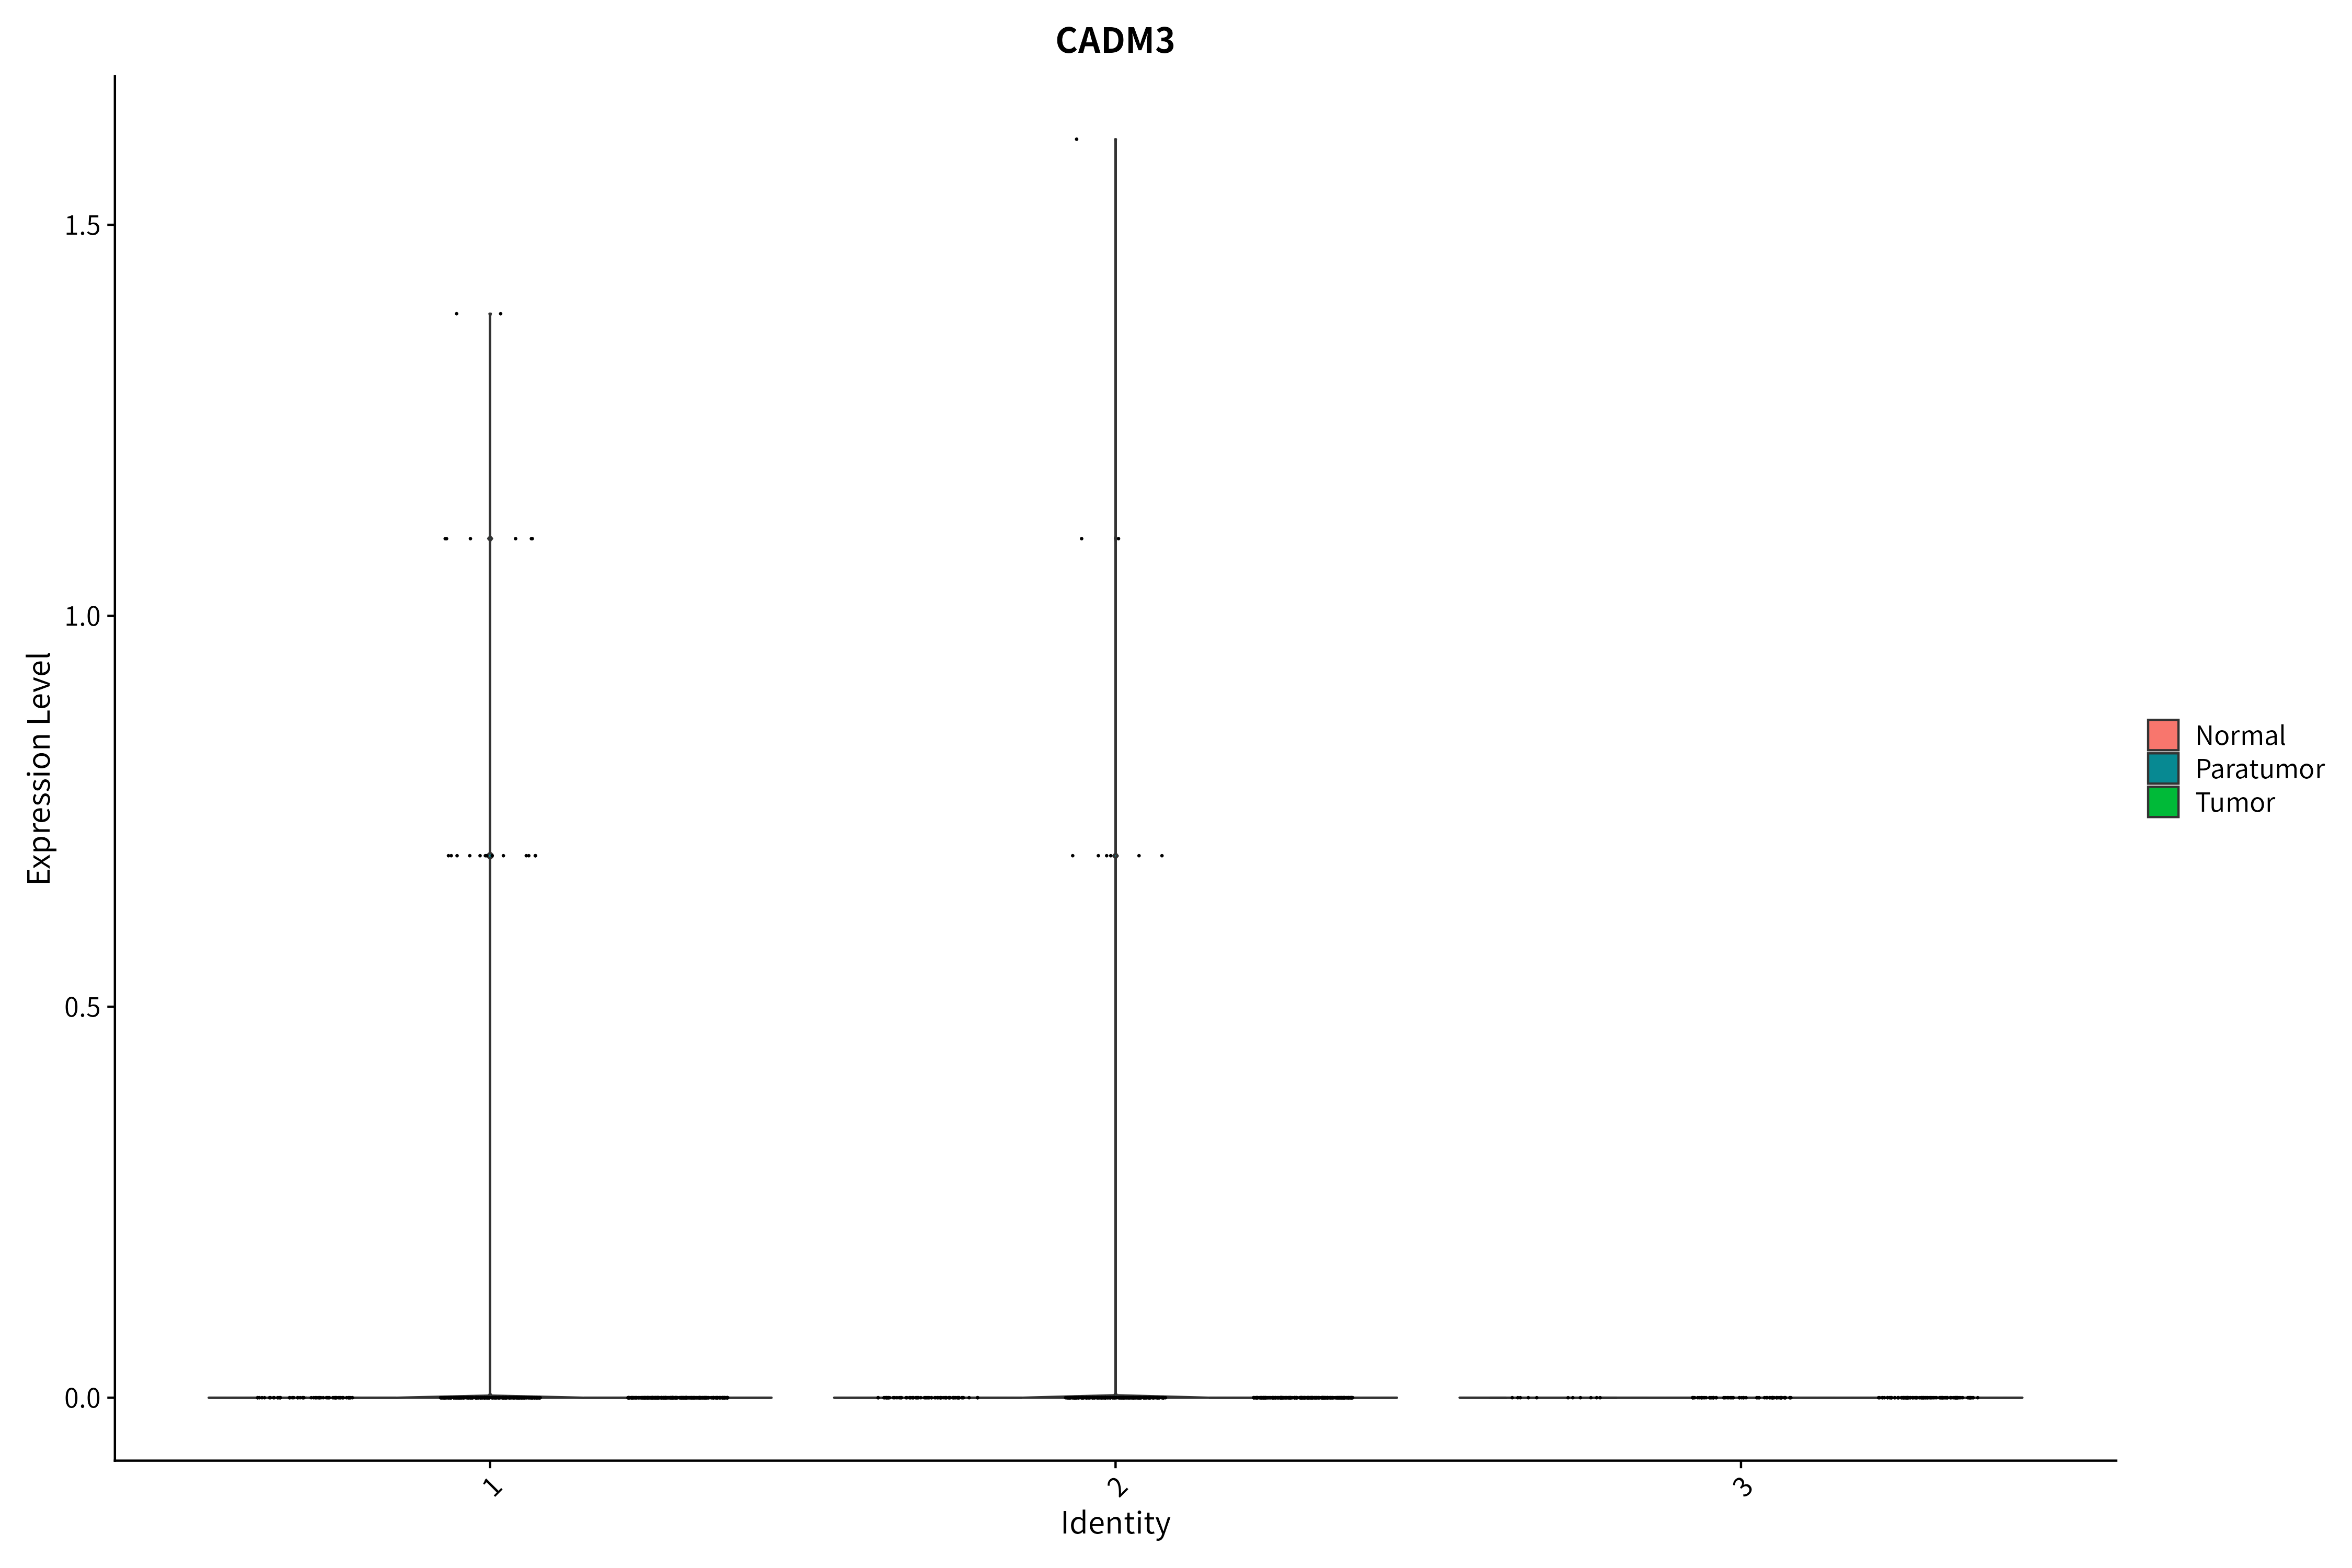 CADM3
1.5
1.0
0.5
0.0
Expression Level
1
2
3
Identity
Normal
Paratumor
Tumor